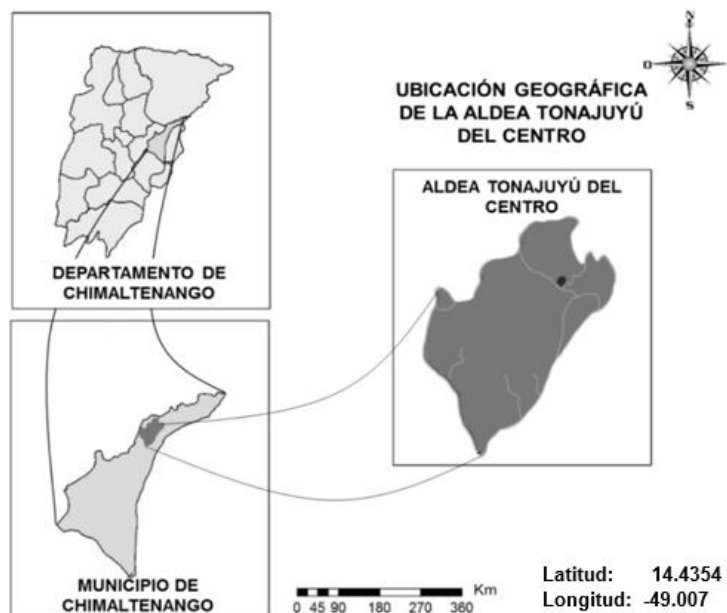 N
O
S
UBICACIÓN GEOGRÁFICA
DE LA ALDEA TONAJUYÚ
DEL CENTRO
ALDEA TONAJUYÚ DEL
CENTRO
DEPARTAMENTO DE
CHIMALTENANGO
MUNICIPIO DE
CHIMALTENANGO
Km
0 45 90 180 270 360
Latitud: 14.4354
Longitud: -49.007